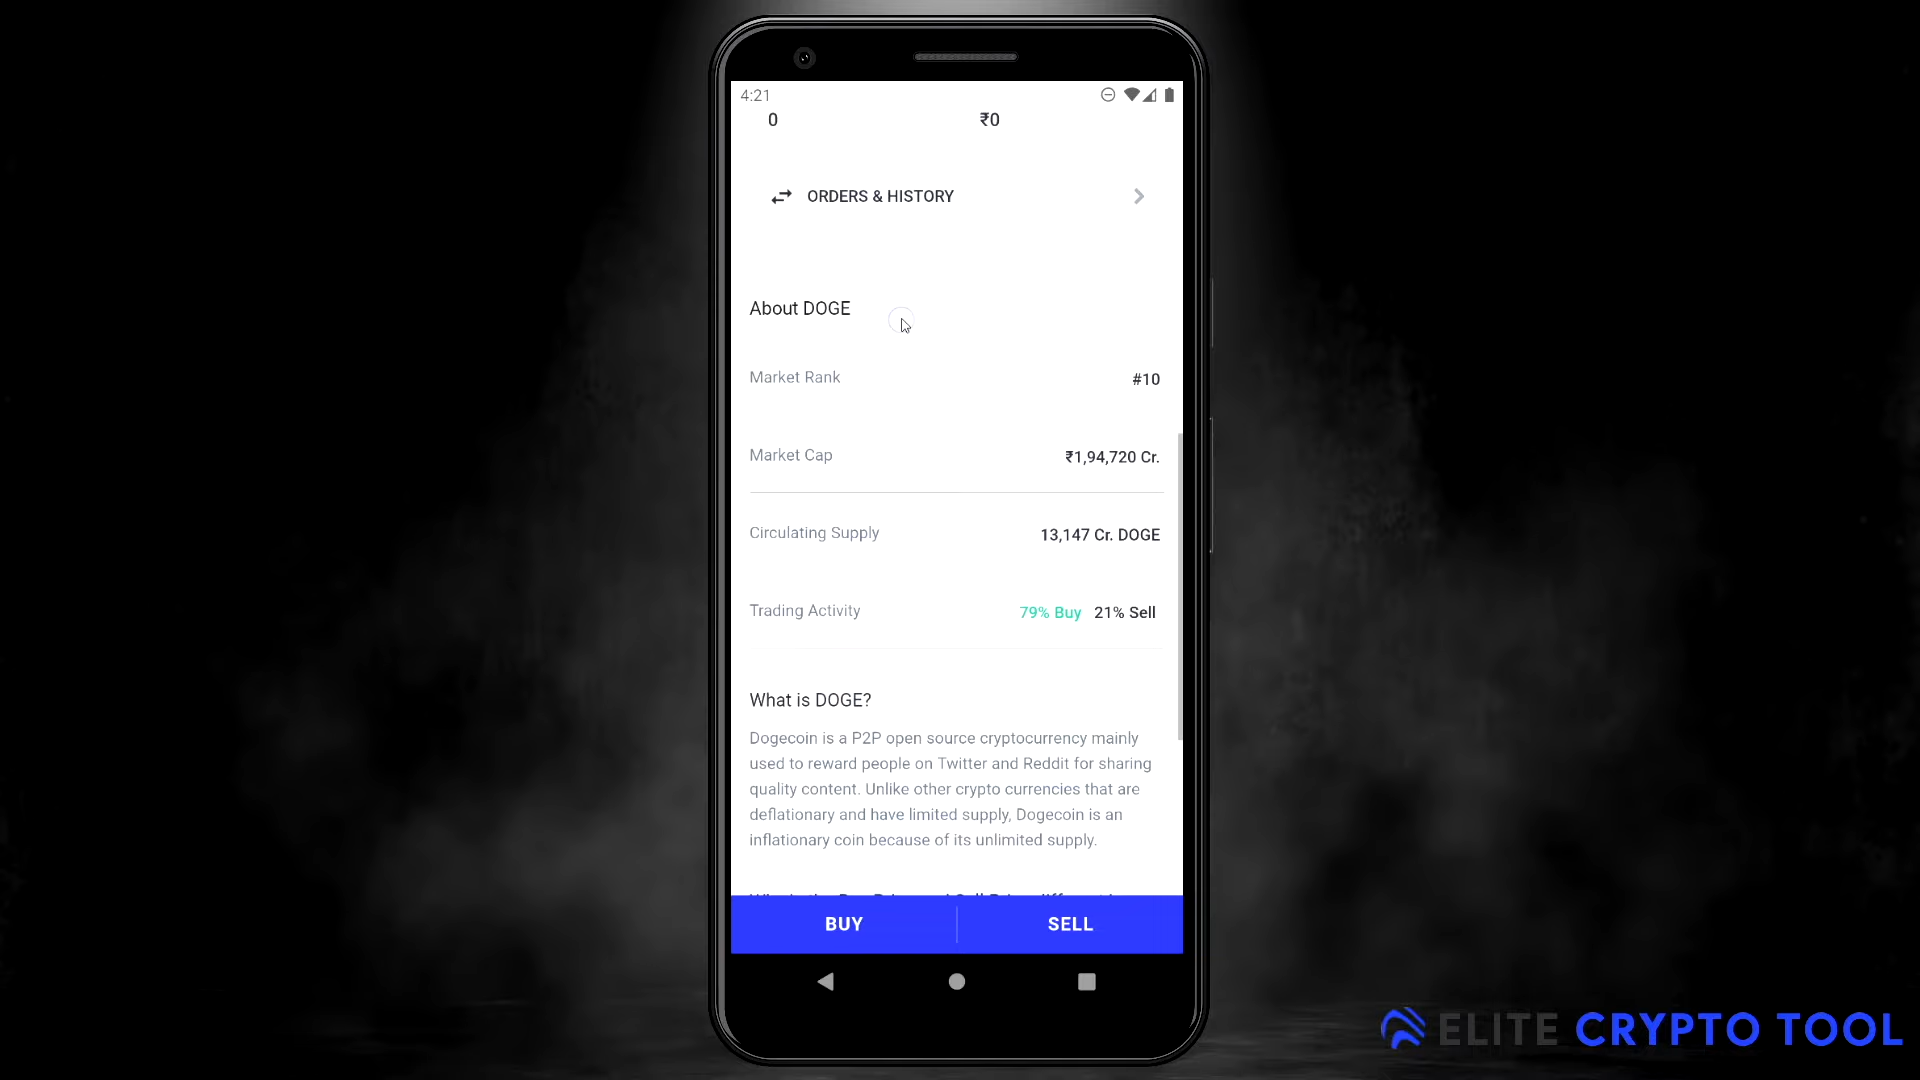 4:21
0 ₹0
ORDERS & HISTORY
About DOGE
Market Rank #10
Market Cap ₹1,94,720 Cr.
Circulating Supply 13,147 Cr. DOGE
Trading Activity 79% Buy 21% Sell
What is DOGE?
Dogecoin is a P2P open source cryptocurrency mainly
used to reward people on Twitter and Reddit for sharing
quality content. Unlike other crypto currencies that are
deflationary and have limited supply, Dogecoin is an
inflationary coin because of its unlimited supply.
BUY SELL
ELITE CRYPTO TOOL